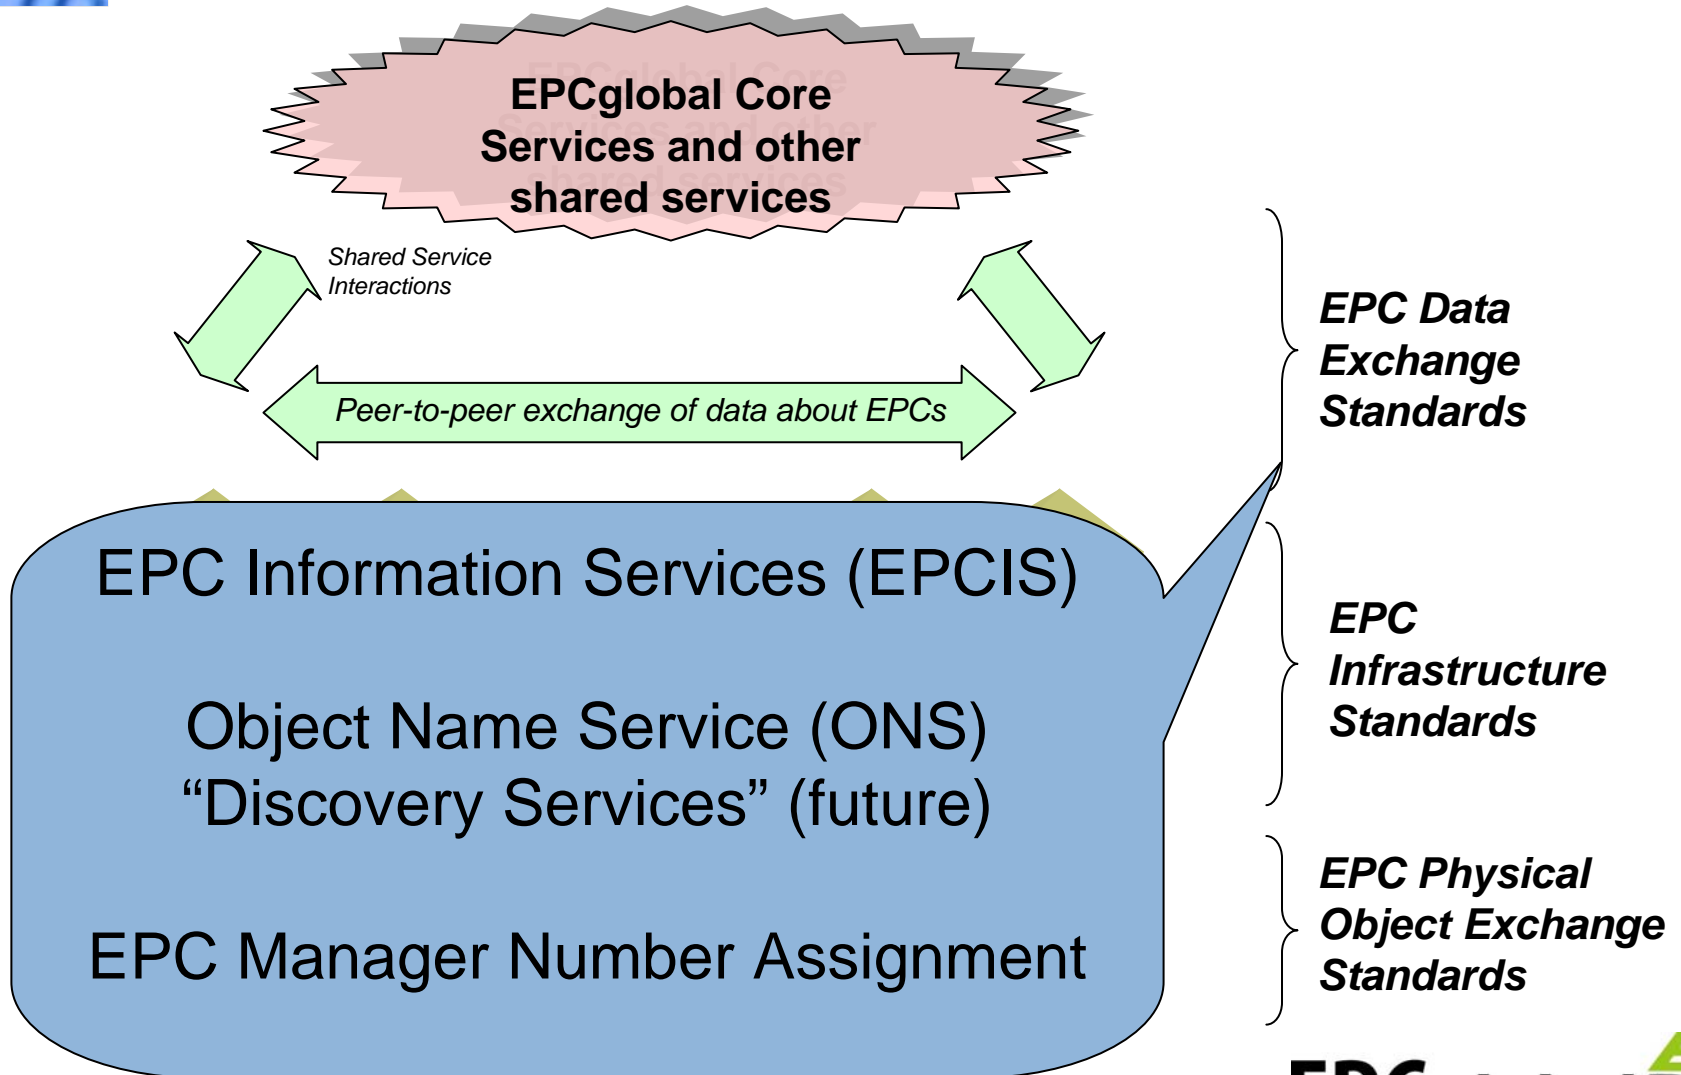 EPCglobal Core
Services and other
shared services
Shared Service
Interactions
Peer-to-peer exchange of data about EPCs
EPC Data
Exchange
Standards
EPC Information Services (EPCIS)
Object Name Service (ONS)
“Discovery Services” (future)
EPC Manager Number Assignment
EPC
Infrastructure
Standards
EPC Physical
Object Exchange
Standards
EPC